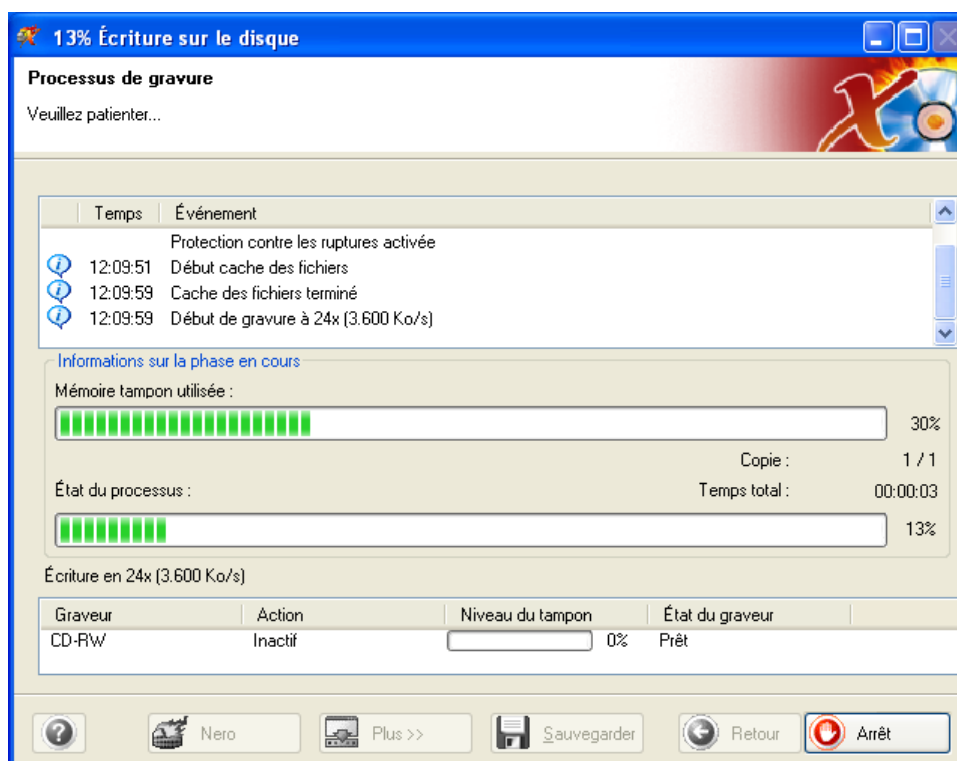 13% Écriture sur le disque
Processus de gravure
Veuillez patienter...
Temps Événement
Protection contre les ruptures activée
12:09:51 Début cache des fichiers
12:09:59 Cache des fichiers terminé
12:09:59 Début de gravure à 24x (3.600 Ko/s)
Informations sur la phase en cours
Mémoire tampon utilisée :
30%
Copie : 1 / 1
État du processus : Temps total : 00:00:03
13%
Écriture en 24x (3.600 Ko/s)
Graveur Action Niveau du tampon État du graveur
CD-RW Inactif 0% Prêt
Nero Plus >> Sauvegarder Retour Arrêt